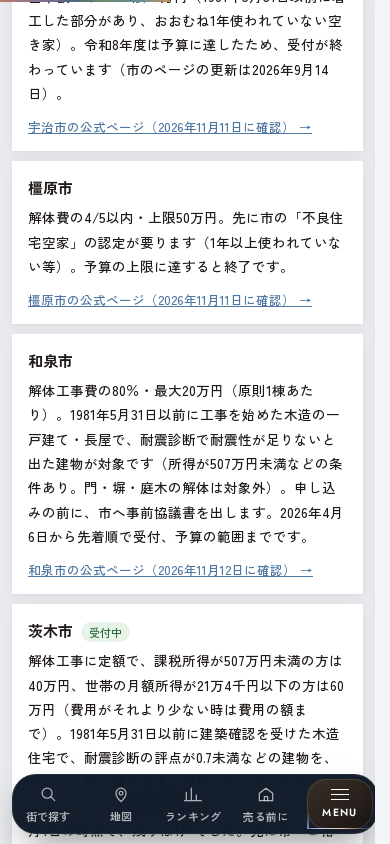 工した部分があり、おおむね1年使われていない空
き家）。令和8年度は予算に達したため、受付が終
わっています（市のページの更新は2026年9月14
日）。
宇治市の公式ページ（2026年11月11日に確認） →
橿原市
解体費の4/5以内・上限50万円。先に市の「不良住
宅空家」の認定が要ります（1年以上使われていな
い等）。予算の上限に達すると終了です。
橿原市の公式ページ（2026年11月11日に確認） →
和泉市
解体工事費の80%・最大20万円（原則1棟あた
り）。1981年5月31日以前に工事を始めた木造の一
戸建て・長屋で、耐震診断で耐震性が足りないと
出た建物が対象です（所得が507万円未満などの条
件あり。門・塀・庭木の解体は対象外）。申し込
みの前に、市へ事前協議書を出します。2026年4月
6日から先着順で受付、予算の範囲までです。
和泉市の公式ページ（2026年11月12日に確認） →
茨木市 受付中
解体工事に定額で、課税所得が507万円未満の方は
40万円、世帯の月額所得が21万4千円以下の方は60
万円（費用がそれより少ない時は費用の額ま
で）。1981年5月31日以前に建築確認を受けた木造
住宅で、耐震診断の評点が0.7未満などの建物を、
街で探す 地図 ランキング 売る前に MENU